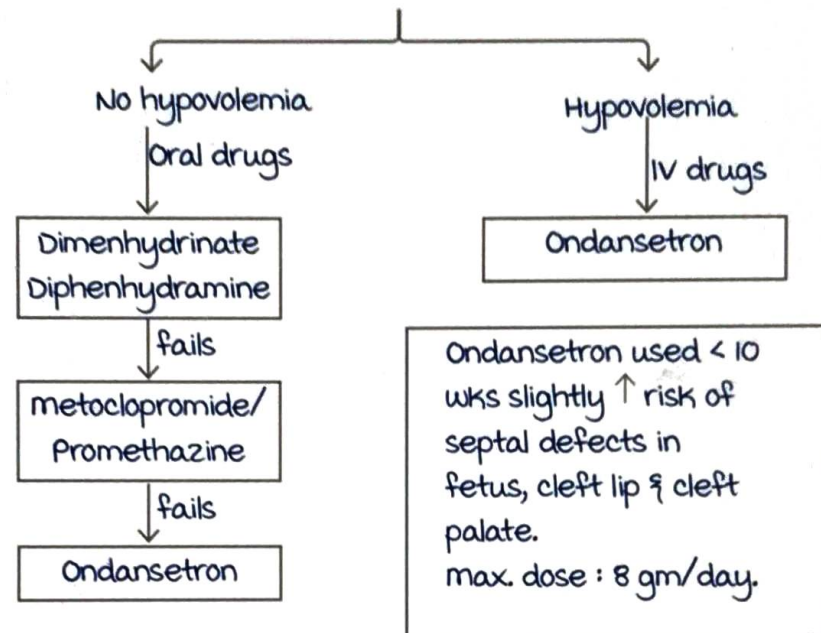 No hypovolemia
Oral drugs
Dimenhydrinate
Diphenhydramine
fails
metoclopromide/
Promethazine
fails
Ondansetron
Hypovolemia
IV drugs
Ondansetron
Ondansetron used < 10
wks slightly ↑ risk of
septal defects in
fetus, cleft lip & cleft
palate.
max. dose : 8 gm/day.